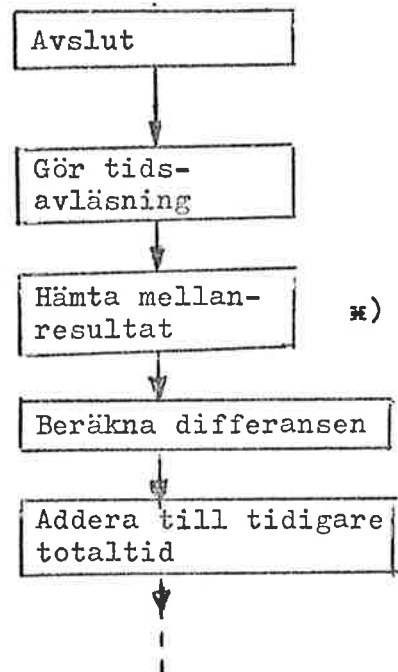 Avslut
Gör tids-
avläsning
Hämta mellan-
resultat
ж)
Beräkna differansen
Addera till tidigare
totaltid